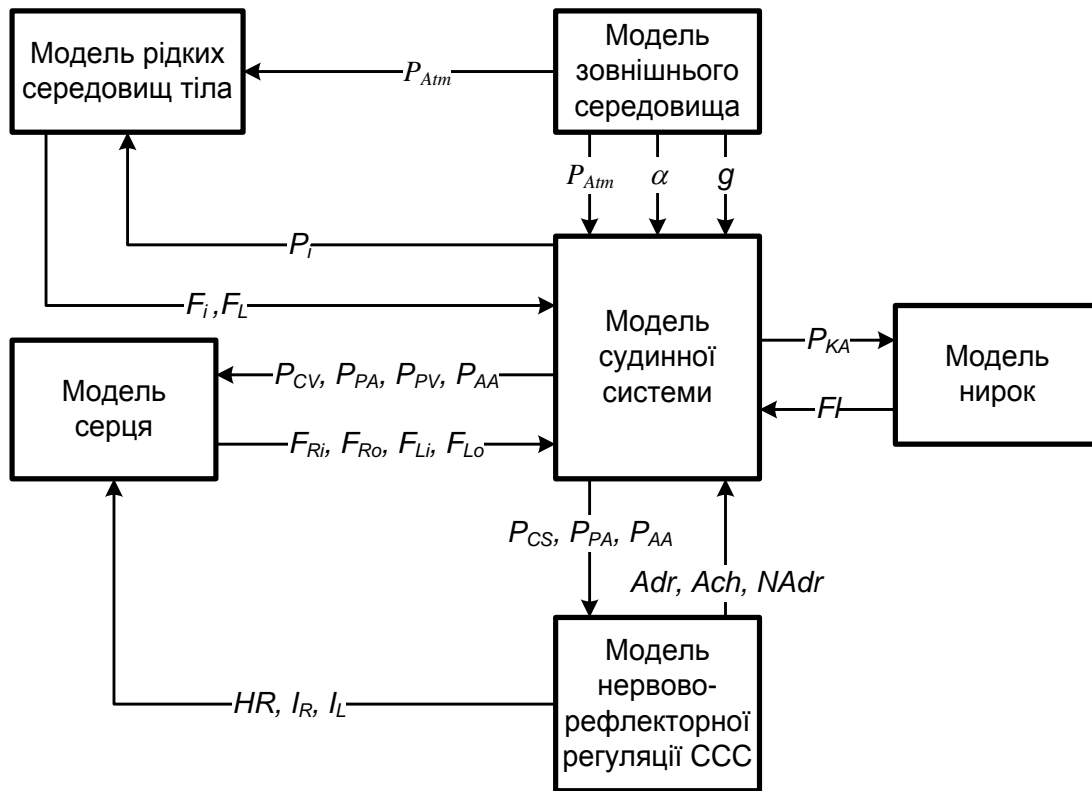 Модель рідких
середовищ тіла
P_Atm
Модель
зовнішнього
середовища
P_Atm
α
g
P_i
F_i ,F_L
Модель
серця
P_CV, P_PA, P_PV, P_AA
F_Ri, F_Ro, F_Li, F_Lo
Модель
судинної
системи
P_KA
FI
Модель
нирок
P_CS, P_PA, P_AA
Adr, Ach, NAdr
HR, I_R, I_L
Модель
нервово-
рефлекторної
регуляції ССС